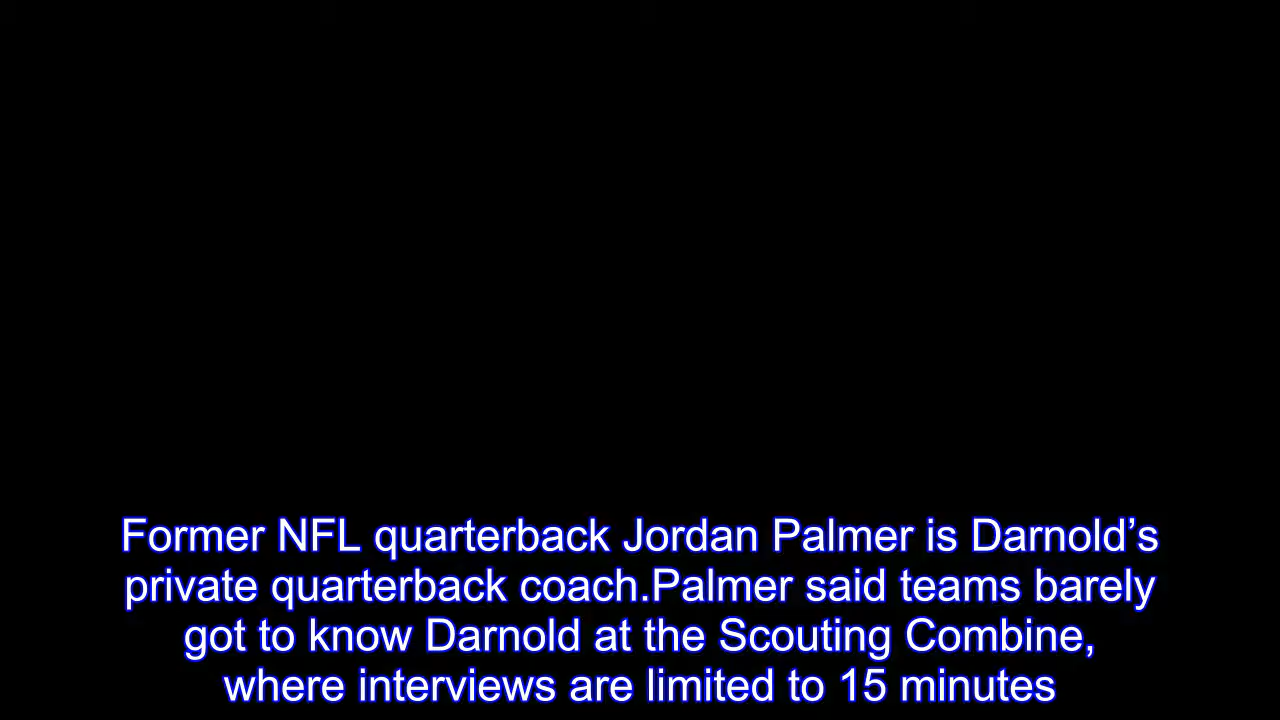 Former NFL quarterback Jordan Palmer is Darnold’s
private quarterback coach.Palmer said teams barely
got to know Darnold at the Scouting Combine,
where interviews are limited to 15 minutes